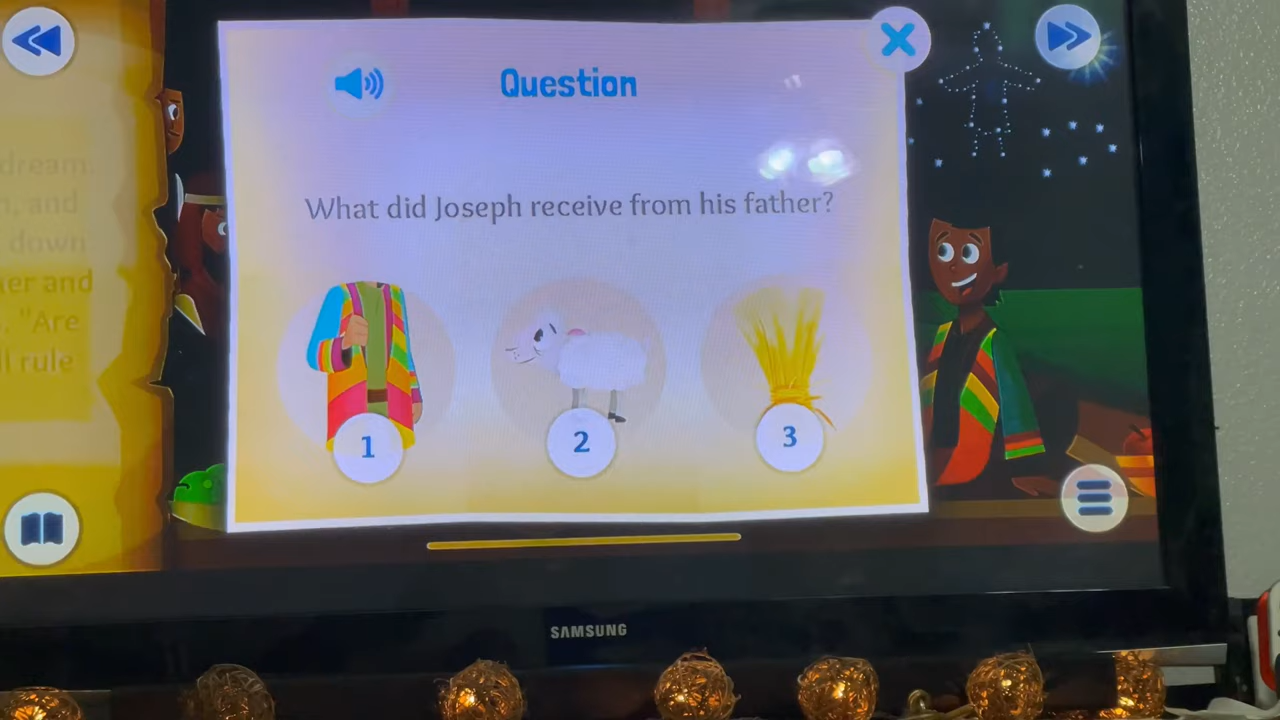 Question
dream
, and
down
er and
. "Are
l rule
What did Joseph receive from his father?
1
2
3
SAMSUNG